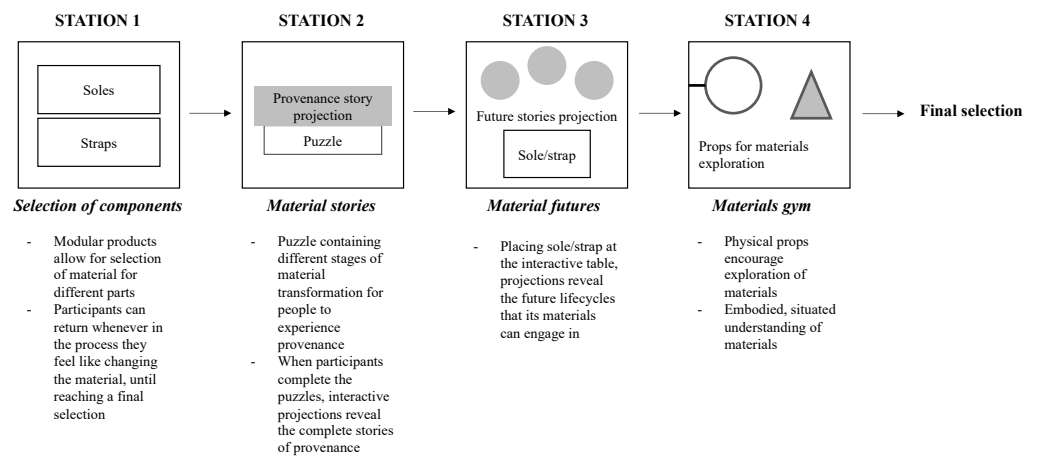 STATION 1
Soles
Straps
Selection of components
- Modular products
allow for selection
of material for
different parts
- Participants can
return whenever in
the process they
feel like changing
the material, until
reaching a final
selection
STATION 2
Provenance story
projection
Puzzle
Material stories
- Puzzle containing
different stages of
material
transformation for
people to
experience
provenance
- When participants
complete the
puzzles, interactive
projections reveal
the complete stories
of provenance
STATION 3
Future stories projection
Sole/strap
Material futures
- Placing sole/strap at
the interactive table,
projections reveal
the future lifecycles
that its materials
can engage in
STATION 4
Props for materials
exploration
Materials gym
- Physical props
encourage
exploration of
materials
- Embodied, situated
understanding of
materials
Final selection